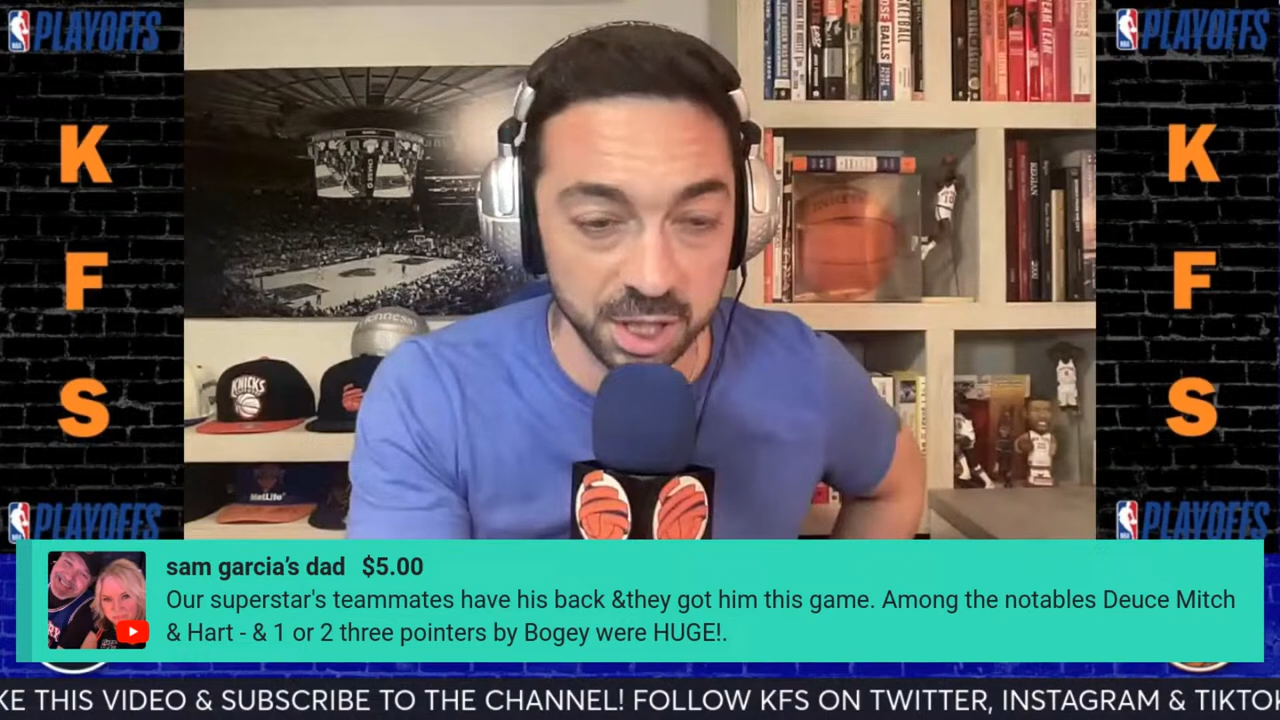 PLAYOFFS
PLAYOFFS
K
F
S
K
F
S
KNICKS
MetLife
PLAYOFFS
PLAYOFFS
sam garcia’s dad $5.00
Our superstar's teammates have his back &they got him this game. Among the notables Deuce Mitch
& Hart - & 1 or 2 three pointers by Bogey were HUGE!.
KE THIS VIDEO & SUBSCRIBE TO THE CHANNEL! FOLLOW KFS ON TWITTER, INSTAGRAM & TIKTO